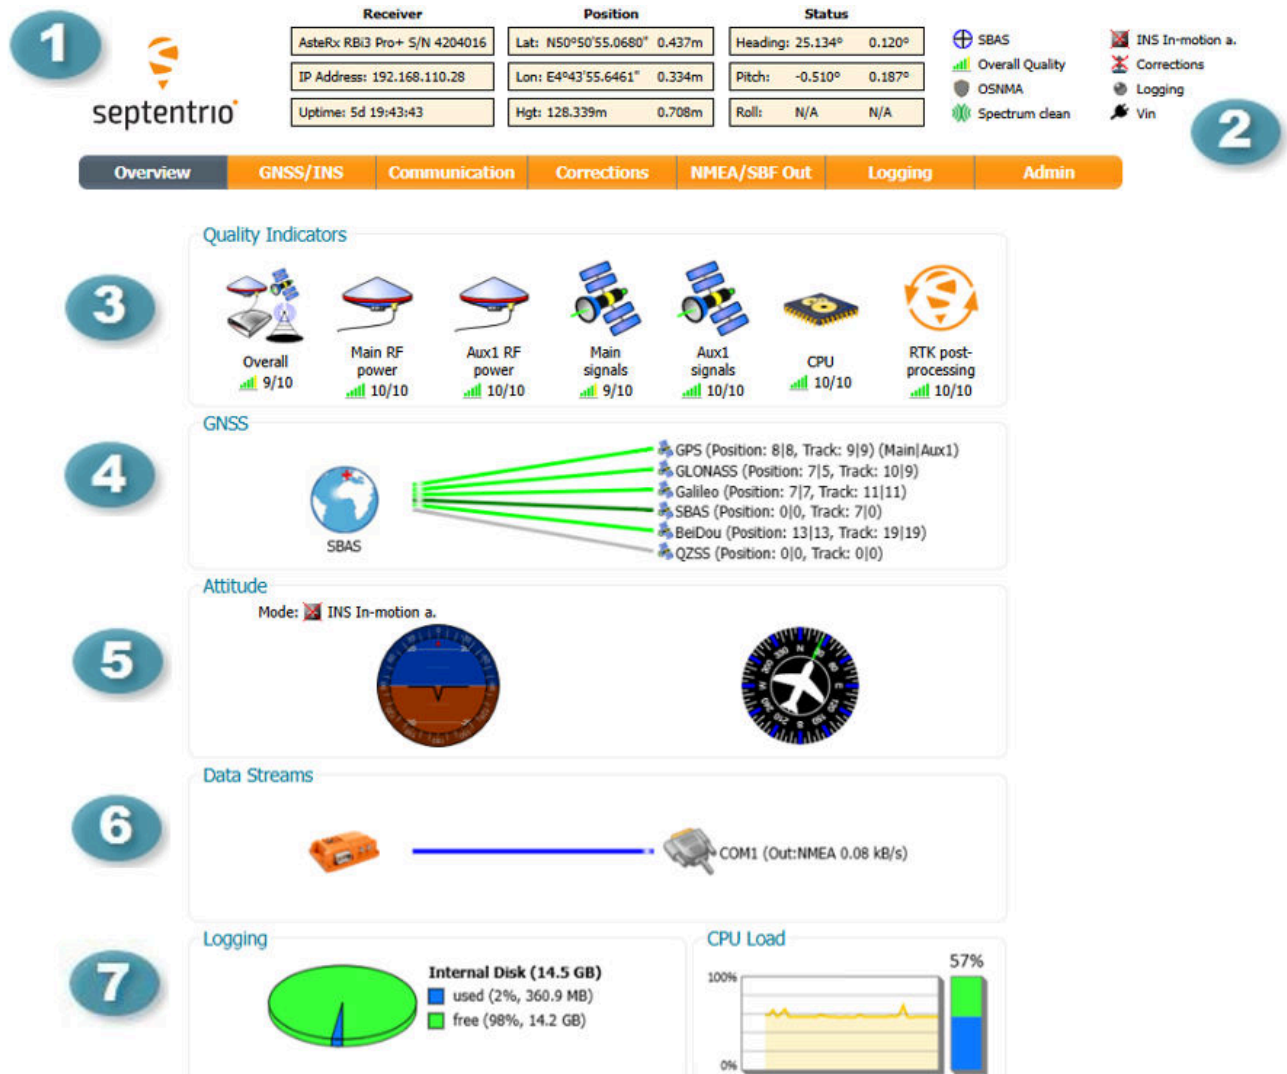 1
septentrio
Receiver
AsteRx RBi3 Pro+ S/N 4204016
IP Address: 192.168.110.28
Uptime: 5d 19:43:43
Position
Lat: N50°50'55.0680" 0.437m
Lon: E4°43'55.6461" 0.334m
Hgt: 128.339m 0.708m
Status
Heading: 25.134° 0.120°
Pitch: -0.510° 0.187°
Roll: N/A N/A
SBAS
Overall Quality
OSNMA
Spectrum clean
INS In-motion a.
Corrections
Logging
Vin
2
Overview GNSS/INS Communication Corrections NMEA/SBF Out Logging Admin
3
Quality Indicators
Overall
9/10
Main RF
power
10/10
Aux1 RF
power
10/10
Main
signals
9/10
Aux1
signals
10/10
CPU
10/10
RTK post-
processing
10/10
4
GNSS
SBAS
GPS (Position: 8|8, Track: 9|9) (Main|Aux1)
GLONASS (Position: 7|5, Track: 10|9)
Galileo (Position: 7|7, Track: 11|11)
SBAS (Position: 0|0, Track: 7|0)
BeiDou (Position: 13|13, Track: 19|19)
QZSS (Position: 0|0, Track: 0|0)
5
Attitude
Mode: INS In-motion a.
6
Data Streams
COM1 (Out:NMEA 0.08 kB/s)
7
Logging
Internal Disk (14.5 GB)
used (2%, 360.9 MB)
free (98%, 14.2 GB)
CPU Load
57%
100%
0%